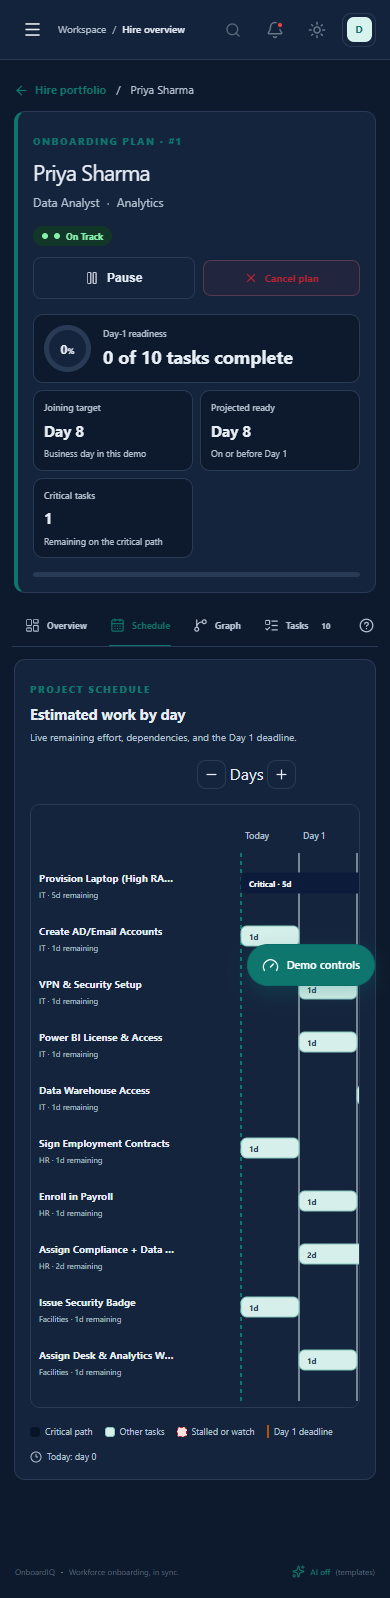 Workspace / Hire overview
D
Hire portfolio / Priya Sharma
ONBOARDING PLAN · #1
Priya Sharma
Data Analyst · Analytics
On Track
Pause
Cancel plan
0%
Day-1 readiness
0 of 10 tasks complete
Joining target
Day 8
Business day in this demo
Projected ready
Day 8
On or before Day 1
Critical tasks
1
Remaining on the critical path
Overview
Schedule
Graph
Tasks 10
PROJECT SCHEDULE
Estimated work by day
Live remaining effort, dependencies, and the Day 1 deadline.
Days
Today
Day 1
Provision Laptop (High RA...
IT · 5d remaining
Critical · 5d
Create AD/Email Accounts
IT · 1d remaining
1d
Demo controls
VPN & Security Setup
IT · 1d remaining
1d
Power BI License & Access
IT · 1d remaining
1d
Data Warehouse Access
IT · 1d remaining
Sign Employment Contracts
HR · 1d remaining
1d
Enroll in Payroll
HR · 1d remaining
1d
Assign Compliance + Data ...
HR · 2d remaining
2d
Issue Security Badge
Facilities · 1d remaining
1d
Assign Desk & Analytics W...
Facilities · 1d remaining
1d
Critical path
Other tasks
Stalled or watch
Day 1 deadline
Today: day 0
OnboardIQ · Workforce onboarding, in sync.
AI off (templates)